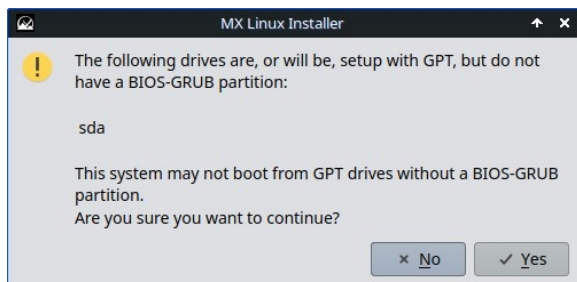 MX Linux Installer
The following drives are, or will be, setup with GPT, but do not
have a BIOS-GRUB partition:
sda
This system may not boot from GPT drives without a BIOS-GRUB
partition.
Are you sure you want to continue?
No
Yes